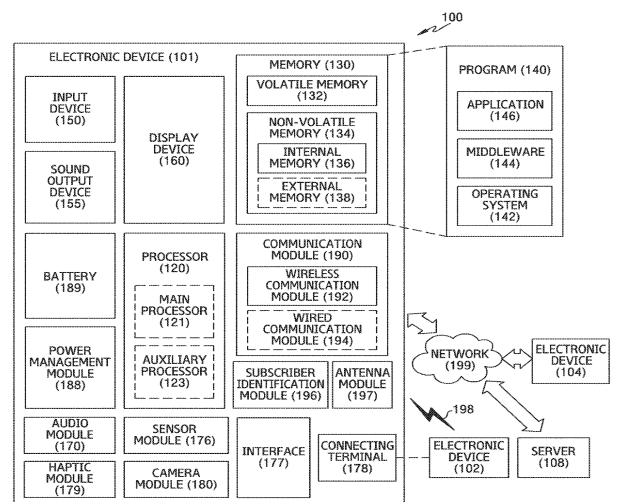 100
ELECTRONIC DEVICE (101)
INPUT
DEVICE
(150)
SOUND
OUTPUT
DEVICE
(155)
DISPLAY
DEVICE
(160)
MEMORY (130)
VOLATILE MEMORY
(132)
NON-VOLATILE
MEMORY (134)
INTERNAL
MEMORY (136)
EXTERNAL
MEMORY (138)
PROGRAM (140)
APPLICATION
(146)
MIDDLEWARE
(144)
OPERATING
SYSTEM
(142)
BATTERY
(189)
POWER
MANAGEMENT
MODULE
(188)
PROCESSOR
(120)
MAIN
PROCESSOR
(121)
AUXILIARY
PROCESSOR
(123)
COMMUNICATION
MODULE (190)
WIRELESS
COMMUNICATION
MODULE (192)
WIRED
COMMUNICATION
MODULE (194)
SUBSCRIBER
IDENTIFICATION
MODULE (196)
ANTENNA
MODULE
(197)
NETWORK
(199)
ELECTRONIC
DEVICE
(104)
AUDIO
MODULE
(170)
SENSOR
MODULE (176)
INTERFACE
(177)
CONNECTING
TERMINAL
(178)
198
ELECTRONIC
DEVICE
(102)
SERVER
(108)
HAPTIC
MODULE
(179)
CAMERA
MODULE (180)